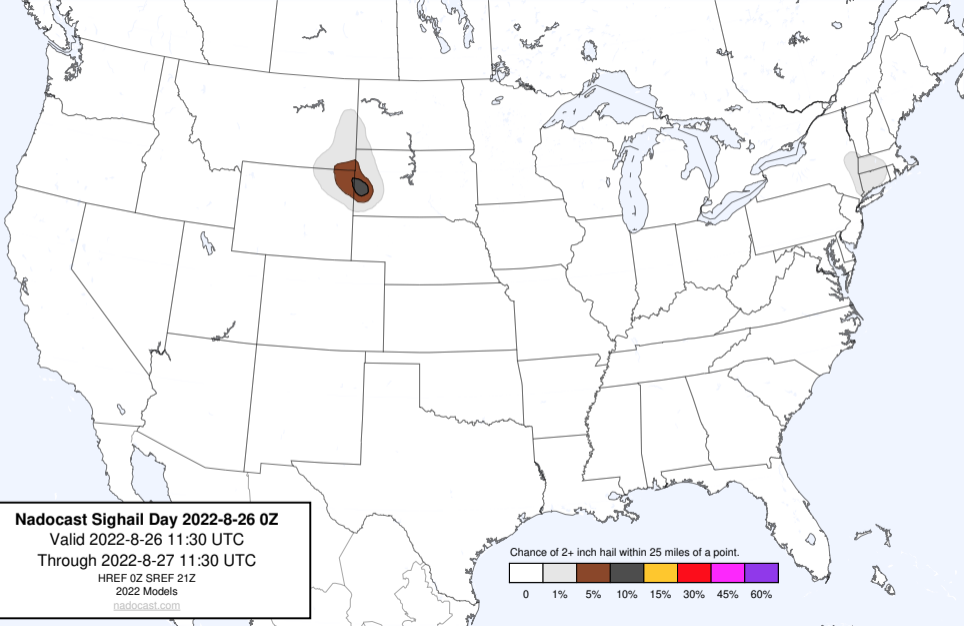 Nadocast Sighail Day 2022-8-26 0Z
Valid 2022-8-26 11:30 UTC
Through 2022-8-27 11:30 UTC
HREF 0Z SREF 21Z
2022 Models
nadocast.com
Chance of 2+ inch hail within 25 miles of a point.
0 1% 5% 10% 15% 30% 45% 60%